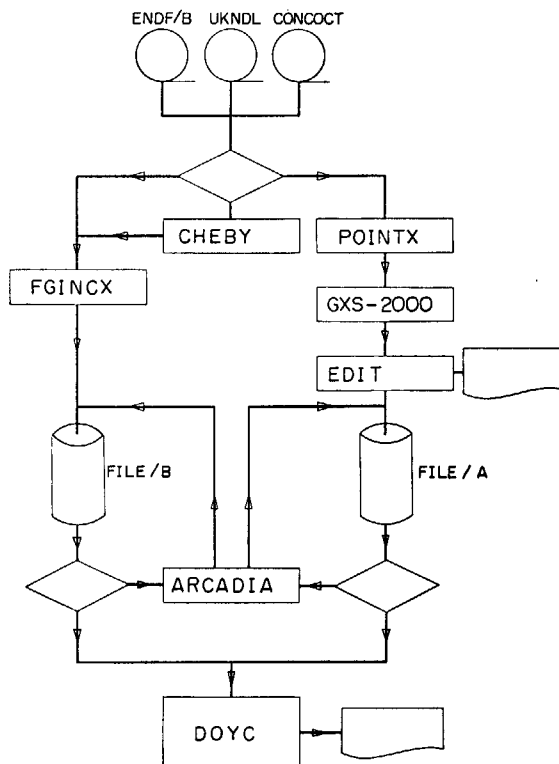 ENDF/B UKNDL CONCOCT
CHEBY
POINTX
FGINCX
GXS-2000
EDIT
FILE/B
FILE/A
ARCADIA
DOYC